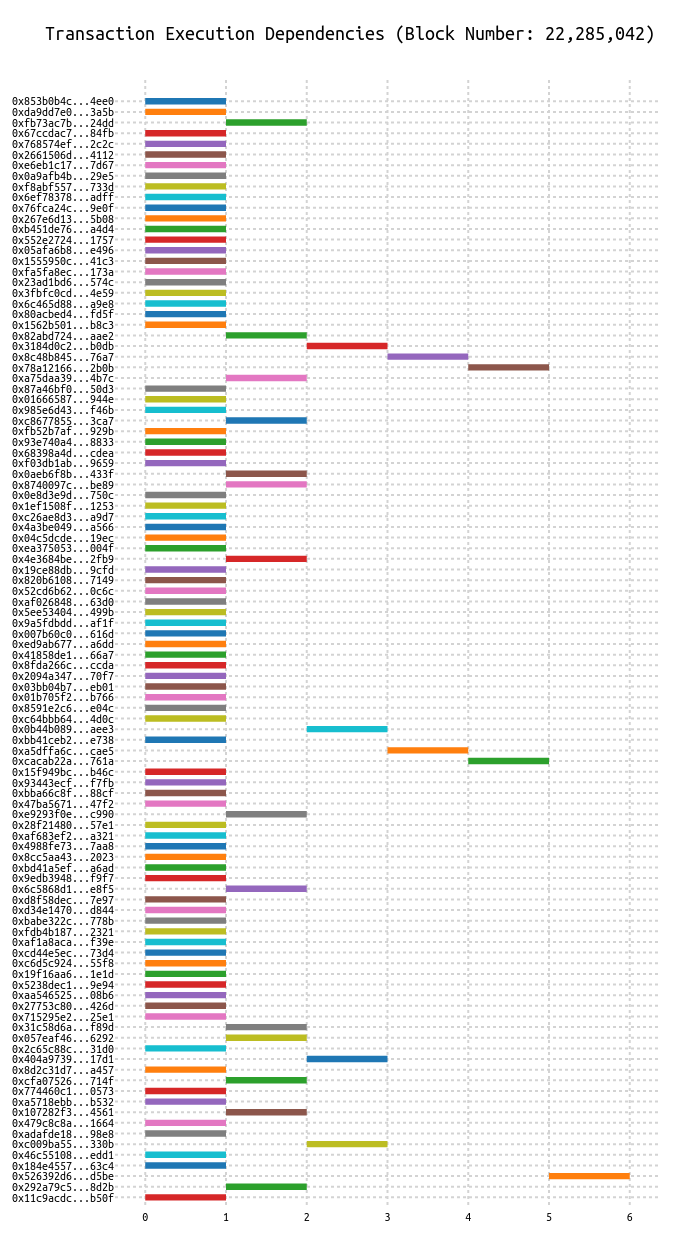 Transaction Execution Dependencies (Block Number: 22,285,042)
0x853b0b4c...4ee0
0xda9dd7e0...3a5b
0xfb73ac7b...24dd
0x67ccdac7...84fb
0x768574ef...2c2c
0x2661506d...4112
0xe6eb1c17...7d67
0x0a9afb4b...29e5
0xf8abf557...733d
0x6ef78378...adff
0x76fca24c...9e0f
0x267e6d13...5b08
0xb451de76...a4d4
0x552e2724...1757
0x05afa6b8...e496
0x1555950c...41c3
0xfa5fa8ec...173a
0x23ad1bd6...574c
0x3fbfc0cd...4e59
0x6c465d88...a9e8
0x80acbed4...fd5f
0x1562b501...b8c3
0x82abd724...aae2
0x3184d0c2...b0db
0x8c48b845...76a7
0x78a12166...2b0b
0xa75daa39...4b7c
0x87a46bf0...50d3
0x01666587...944e
0x985e6d43...f46b
0xc8677855...3ca7
0xfb52b7af...929b
0x93e740a4...8833
0x68398a4d...cdea
0xf03db1ab...9659
0x0aeb6f8b...433f
0x8740097c...be89
0x0e8d3e9d...750c
0x1ef1508f...1253
0xc26ae8d3...a9d7
0x4a3be049...a566
0x04c5dcde...19ec
0xea375053...004f
0x4e3684be...2fb9
0x19ce88db...9cfd
0x820b6108...7149
0x52cd6b62...0c6c
0xaf026848...63d0
0x5ee53404...499b
0x9a5fdbdd...af1f
0x007b60c0...616d
0xed9ab677...a6dd
0x41858de1...66a7
0x8fda266c...ccda
0x2094a347...70f7
0x03bb04b7...eb01
0x01b705f2...b766
0x8591e2c6...e04c
0xc64bbb64...4d0c
0x0b44b089...aee3
0xbb41ceb2...e738
0xa5dffa6c...cae5
0xcacab22a...761a
0x15f949bc...b46c
0x93443ecf...f7fb
0xbba66c8f...88cf
0x47ba5671...47f2
0xe9293f0e...c990
0x28f21480...57e1
0xaf683ef2...a321
0x4988fe73...7aa8
0x8cc5aa43...2023
0xbd41a5ef...a6ad
0x9edb3948...f9f7
0x6c5868d1...e8f5
0xd8f58dec...7e97
0xd34e1470...d844
0xbabe322c...778b
0xfdb4b187...2321
0xaf1a8aca...f39e
0xcd44e5ec...73d4
0xc6d5c924...55f8
0x19f16aa6...1e1d
0x5238dec1...9e94
0xaa546525...08b6
0x27753c80...426d
0x715295e2...25e1
0x31c58d6a...f89d
0x057eaf46...6292
0x2c65c88c...31d0
0x404a9739...17d1
0x8d2c31d7...a457
0xcfa07526...714f
0x774460c1...0573
0xa5718ebb...b532
0x107282f3...4561
0x479c8c8a...1664
0xadafde18...98e8
0xc009ba55...330b
0x46c55108...edd1
0x184e4557...63c4
0x526392d6...d5be
0x292a79c5...8d2b
0x11c9acdc...b50f
0 1 2 3 4 5 6